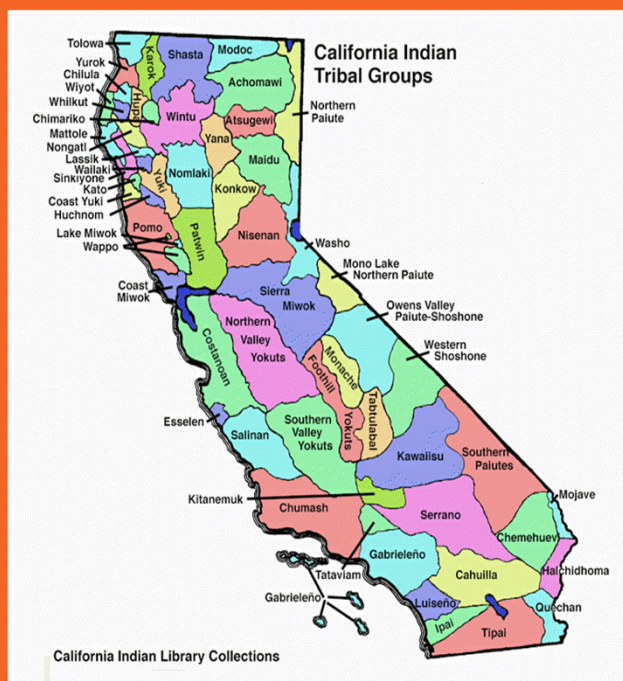 California Indian
Tribal Groups
Tolowa
Yurok
Chilula
Wiyot
Whilkut
Chimariko
Mattole
Nongatl
Lassik
Wailaki
Sinkiyone
Kato
Coast Yuki
Huchnom
Lake Miwok
Wappo
Coast
Miwok
Karok
Shasta
Modoc
Achomawi
Hupa
Wintu
Atsugewi
Yana
Northern
Paiute
Maidu
Nomlaki
Yuki
Konkow
Pomo
Patwin
Nisenan
Washo
Mono Lake
Northern Paiute
Sierra
Miwok
Owens Valley
Paiute-Shoshone
Northern
Valley
Yokuts
Costanoan
Western
Shoshone
Monache
Foothill
Yokuts
Tabtulabal
Esselen
Salinan
Southern
Valley
Yokuts
Kawaiisu
Southern
Paiutes
Kitanemuk
Chumash
Serrano
Mojave
Chemehuevi
Tataviam
Gabrieleño
Halchidhoma
Cahuilla
Gabrieleño
Luiseño
Quechan
Ipai
Tipai
California Indian Library Collections